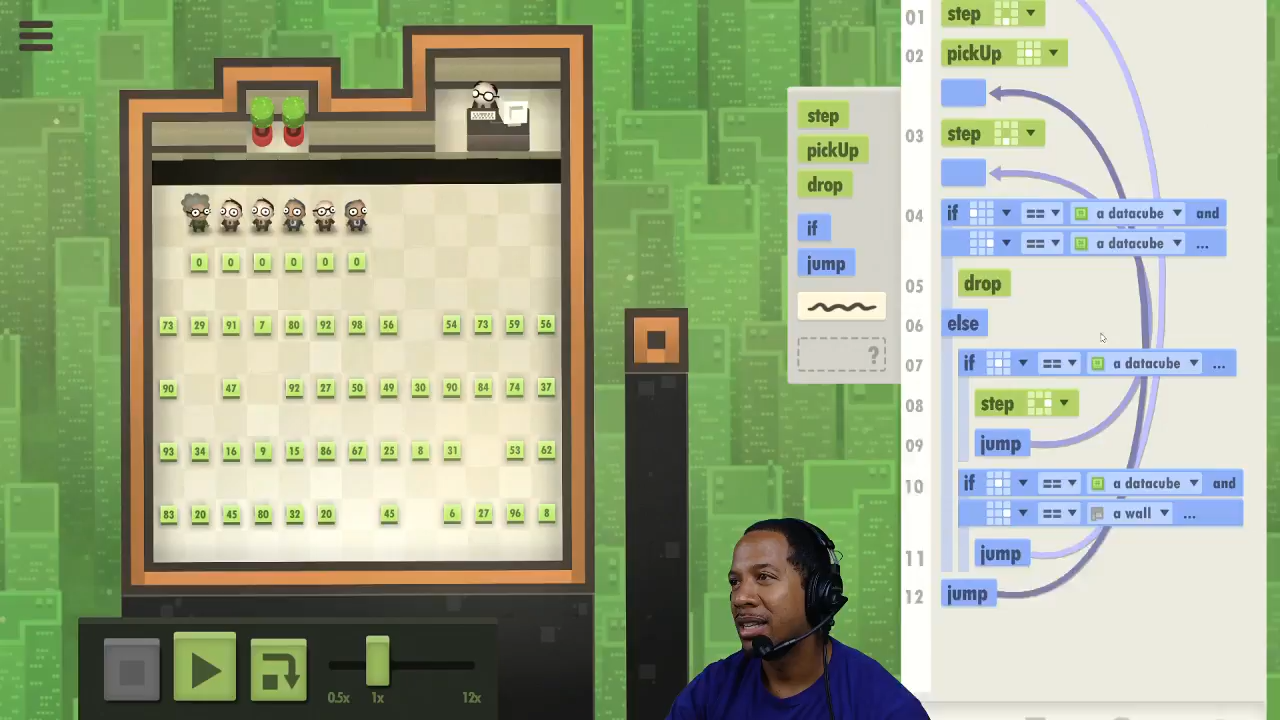 0 0 0 0 0 0
73 29 91 7 80 92 98 56 54 73 59 56
90 47 92 27 50 49 30 90 84 74 37
93 34 16 9 15 86 67 25 8 31 53 62
83 20 45 80 32 20 45 6 27 96 8
0.5x 1x 12x
step
pickUp
drop
if
jump
?
01 step
02 pickUp
03 step
04 if == a datacube and
== a datacube ...
05 drop
06 else
07 if == a datacube ...
08 step
09 jump
10 if == a datacube and
== a wall ...
11 jump
12 jump